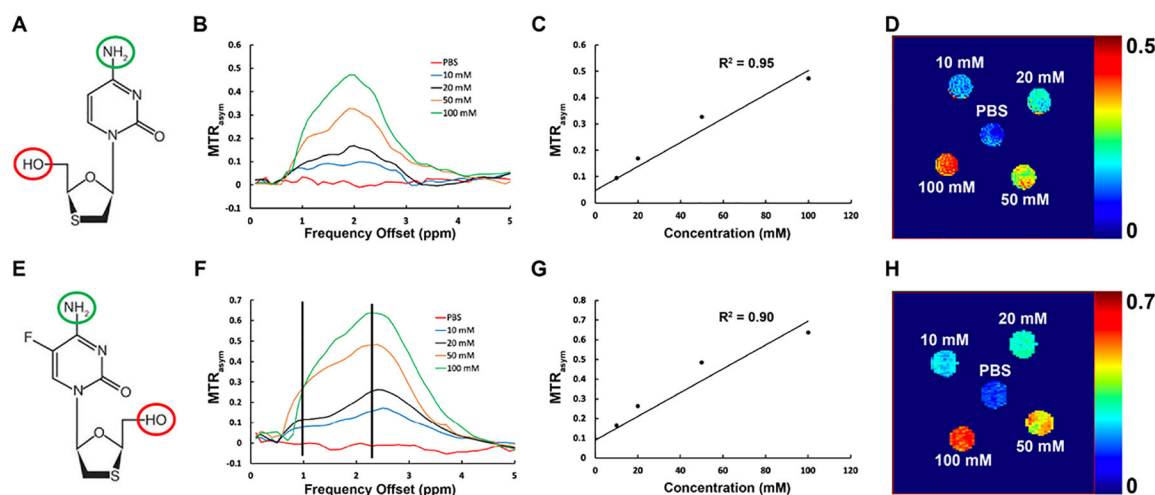 A
NH2
N
N
O
HO
O
S
B
0.6
0.5
0.4
0.3
0.2
0.1
0
-0.1
MTRasym
PBS
10 mM
20 mM
50 mM
100 mM
0 1 2 3 4 5
Frequency Offset (ppm)
C
0.6
0.5
0.4
0.3
0.2
0.1
0
MTRasym
R² = 0.95
0 20 40 60 80 100 120
Concentration (mM)
D
10 mM
20 mM
PBS
100 mM
50 mM
0.5
0
E
NH2
F
N
N
O
HO
O
S
F
0.7
0.6
0.5
0.4
0.3
0.2
0.1
0
-0.1
MTRasym
PBS
10 mM
20 mM
50 mM
100 mM
0 1 2 3 4 5
Frequency Offset (ppm)
G
0.8
0.7
0.6
0.5
0.4
0.3
0.2
0.1
0
MTRasym
R² = 0.90
0 20 40 60 80 100 120
Concentration (mM)
H
20 mM
10 mM
PBS
100 mM
50 mM
0.7
0